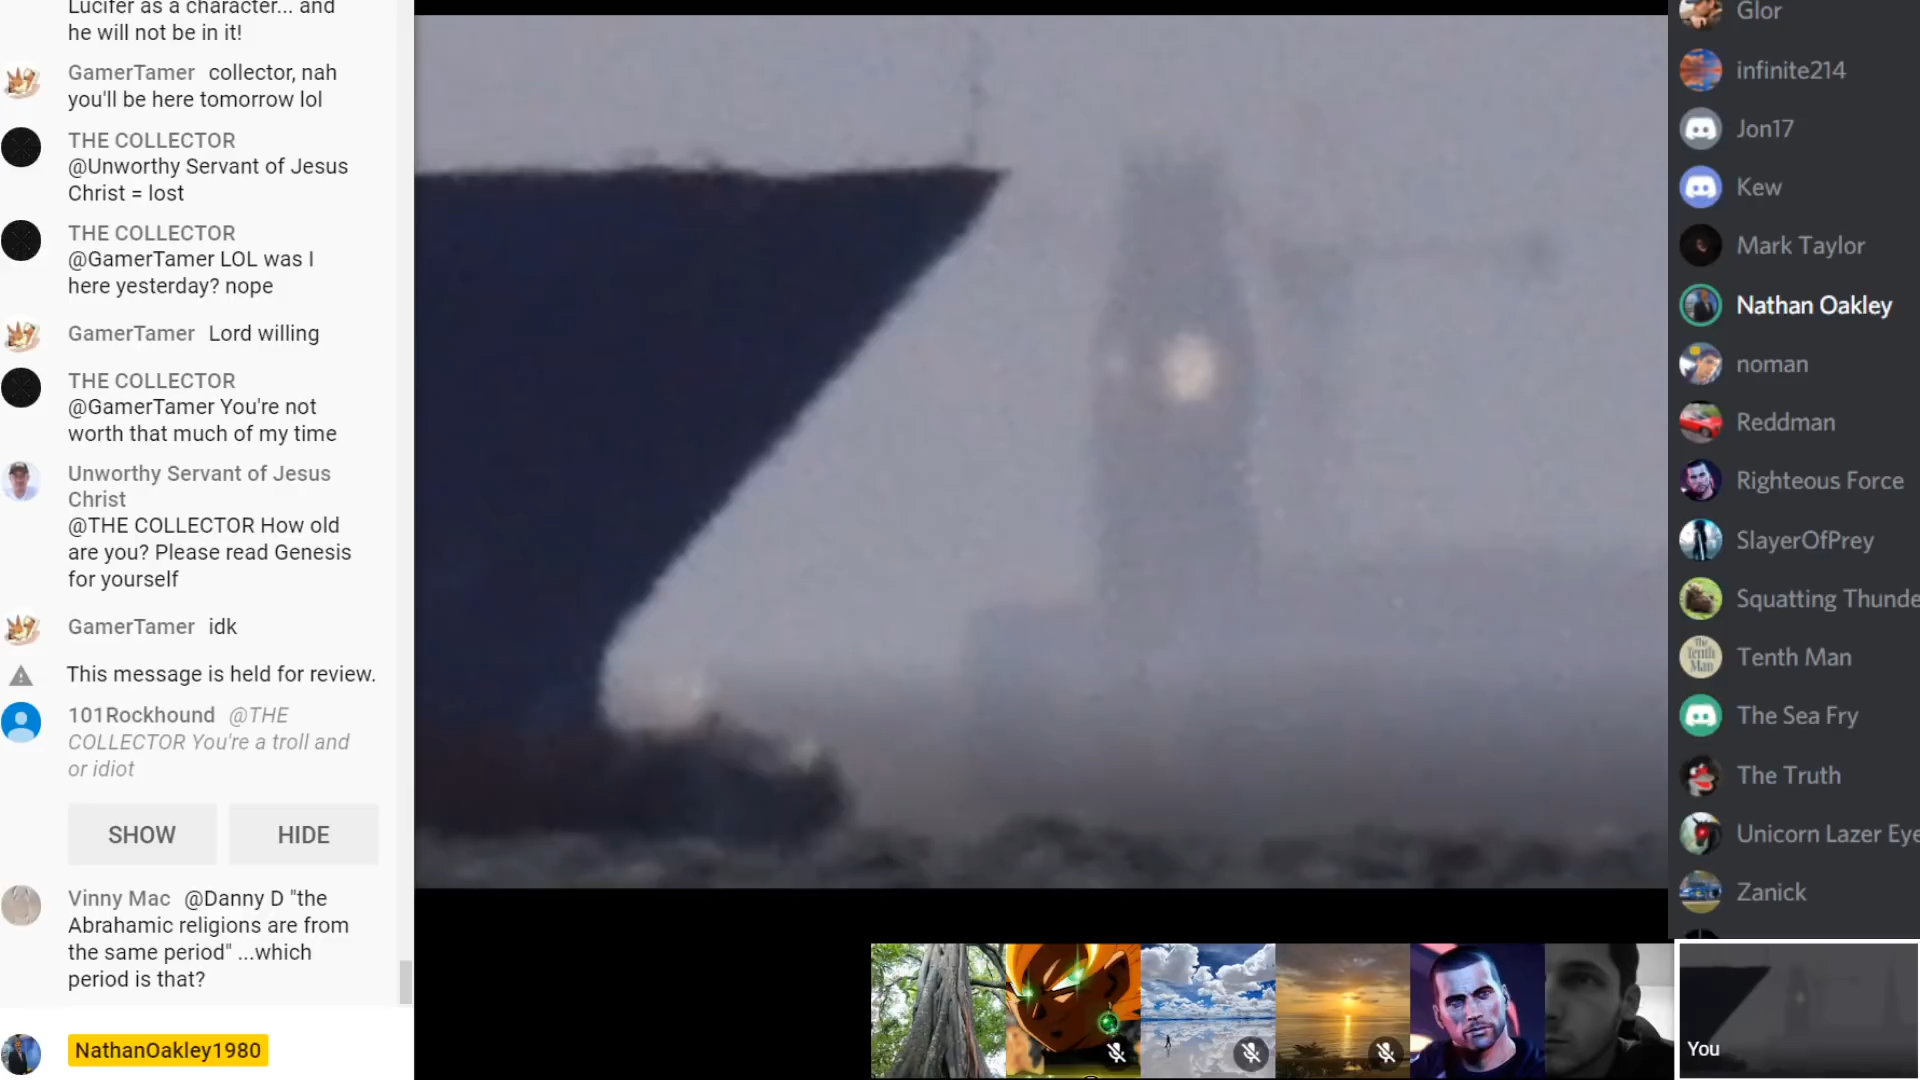 Lucifer as a character... and
he will not be in it!
GamerTamer collector, nah
you'll be here tomorrow lol
THE COLLECTOR
@Unworthy Servant of Jesus
Christ = lost
THE COLLECTOR
@GamerTamer LOL was I
here yesterday? nope
GamerTamer Lord willing
THE COLLECTOR
@GamerTamer You're not
worth that much of my time
Unworthy Servant of Jesus
Christ
@THE COLLECTOR How old
are you? Please read Genesis
for yourself
GamerTamer idk
This message is held for review.
101Rockhound @THE
COLLECTOR You're a troll and
or idiot
SHOW HIDE
Vinny Mac @Danny D "the
Abrahamic religions are from
the same period" ...which
period is that?
NathanOakley1980
Glor
infinite214
Jon17
Kew
Mark Taylor
Nathan Oakley
noman
Reddman
Righteous Force
SlayerOfPrey
Squatting Thunde
The Tenth Man
Tenth Man
The Sea Fry
The Truth
Unicorn Lazer Eye
Zanick
You